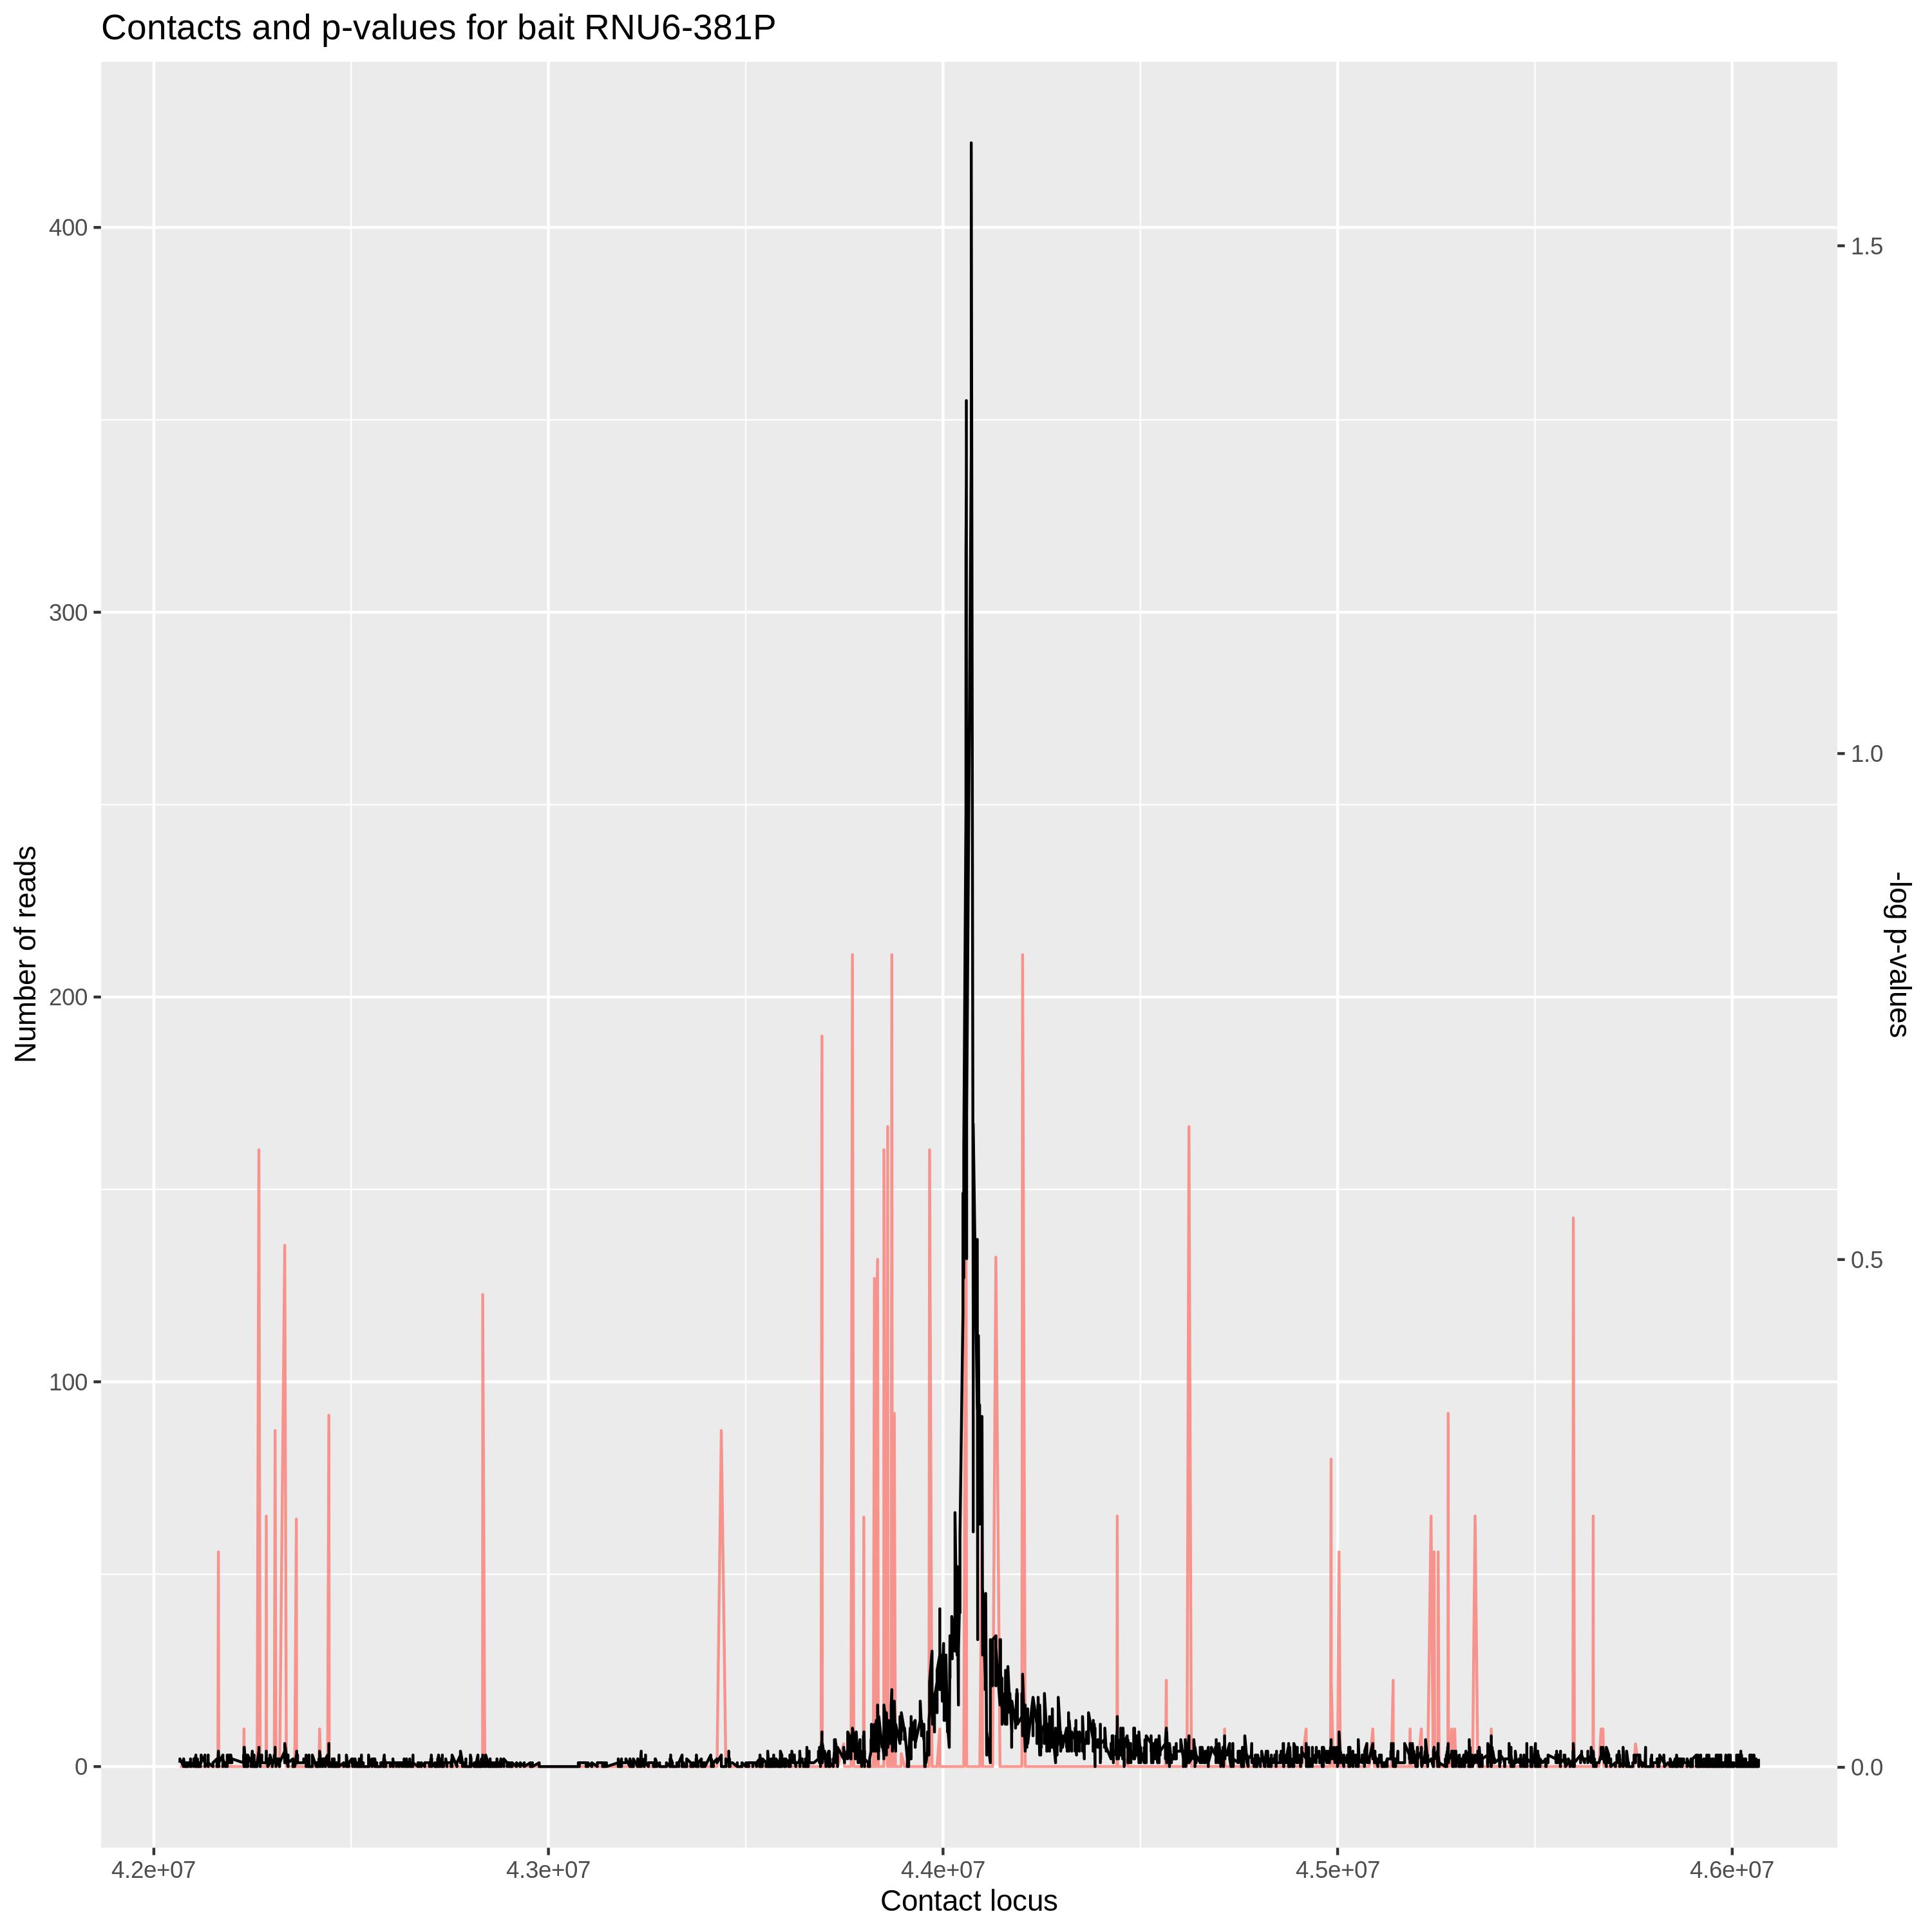 Contacts and p-values for bait RNU6-381P
400
300
200
100
0
Number of reads
1.5
1.0
0.5
0.0
-log p-values
4.2e+07 4.3e+07 4.4e+07 4.5e+07 4.6e+07
Contact locus